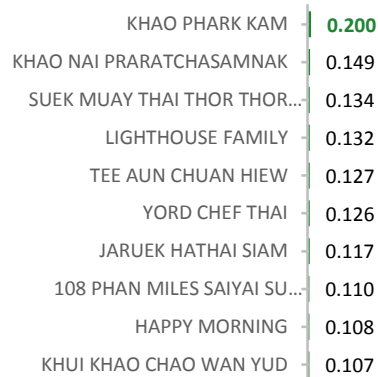 KHAO PHARK KAM 0.200
KHAO NAI PRARATCHASAMNAK 0.149
SUEK MUAY THAI THOR THOR... 0.134
LIGHTHOUSE FAMILY 0.132
TEE AUN CHUAN HIEW 0.127
YORD CHEF THAI 0.126
JARUEK HATHAI SIAM 0.117
108 PHAN MILES SAIYAI SU... 0.110
HAPPY MORNING 0.108
KHUI KHAO CHAO WAN YUD 0.107